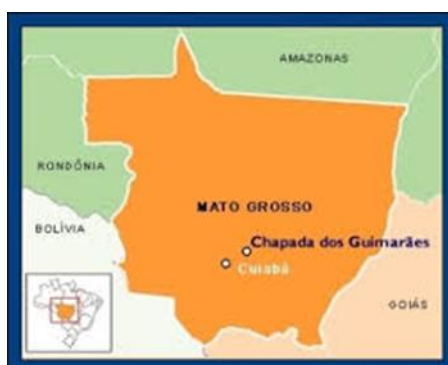 AMAZONAS
RONDÔNIA
MATO GROSSO
BOLÍVIA
Chapada dos Guimarães
Cuiabá
GOIÁS